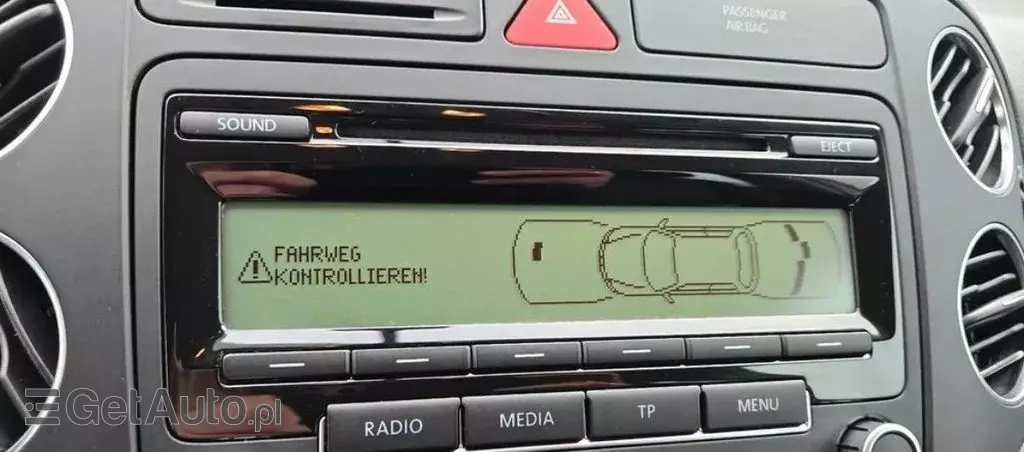 PASSENGER
AIRBAG
SOUND
EJECT
FAHRWEG
KONTROLLIEREN!
RADIO
MEDIA
TP
MENU
GetAuto.pl